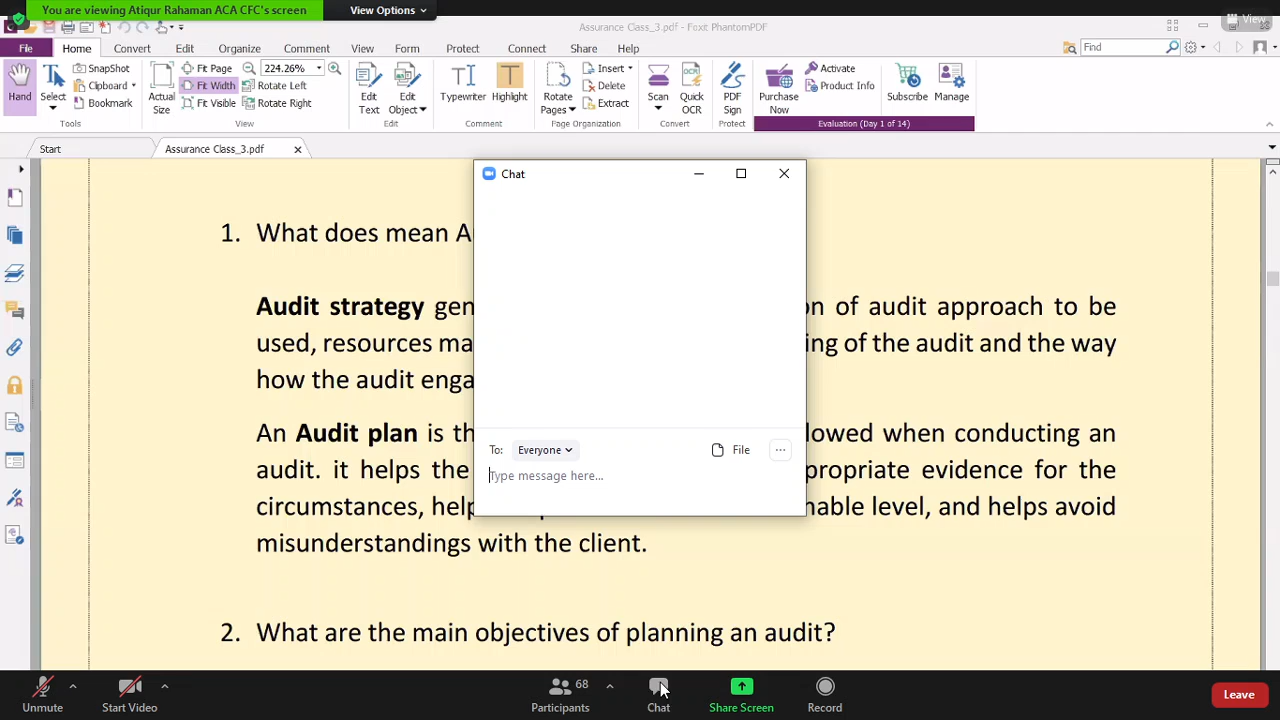 You are viewing Atiqur Rahaman ACA CFC's screen
View Options
Assurance Class_3.pdf - Foxit PhantomPDF
View
File
Home
Convert
Edit
Organize
Comment
View
Form
Protect
Connect
Share
Help
Find
Hand
Select
SnapShot
Clipboard
Bookmark
Tools
Actual Size
Fit Page
Fit Width
Fit Visible
224.26%
Rotate Left
Rotate Right
View
Edit Text
Edit Object
Edit
Typewriter
Highlight
Comment
Rotate Pages
Insert
Delete
Extract
Page Organization
Scan
Quick OCR
Convert
PDF Sign
Protect
Purchase Now
Activate
Product Info
Subscribe
Manage
Evaluation (Day 1 of 14)
Start
Assurance Class_3.pdf
Chat
1. What does mean A
Audit strategy gen
on of audit approach to be
used, resources ma
ing of the audit and the way
how the audit enga
An Audit plan is th
lowed when conducting an
audit. it helps the
propriate evidence for the
circumstances, help
nable level, and helps avoid
misunderstandings with the client.
To: Everyone
File
Type message here...
2. What are the main objectives of planning an audit?
Unmute
Start Video
68
Participants
Chat
Share Screen
Record
Leave